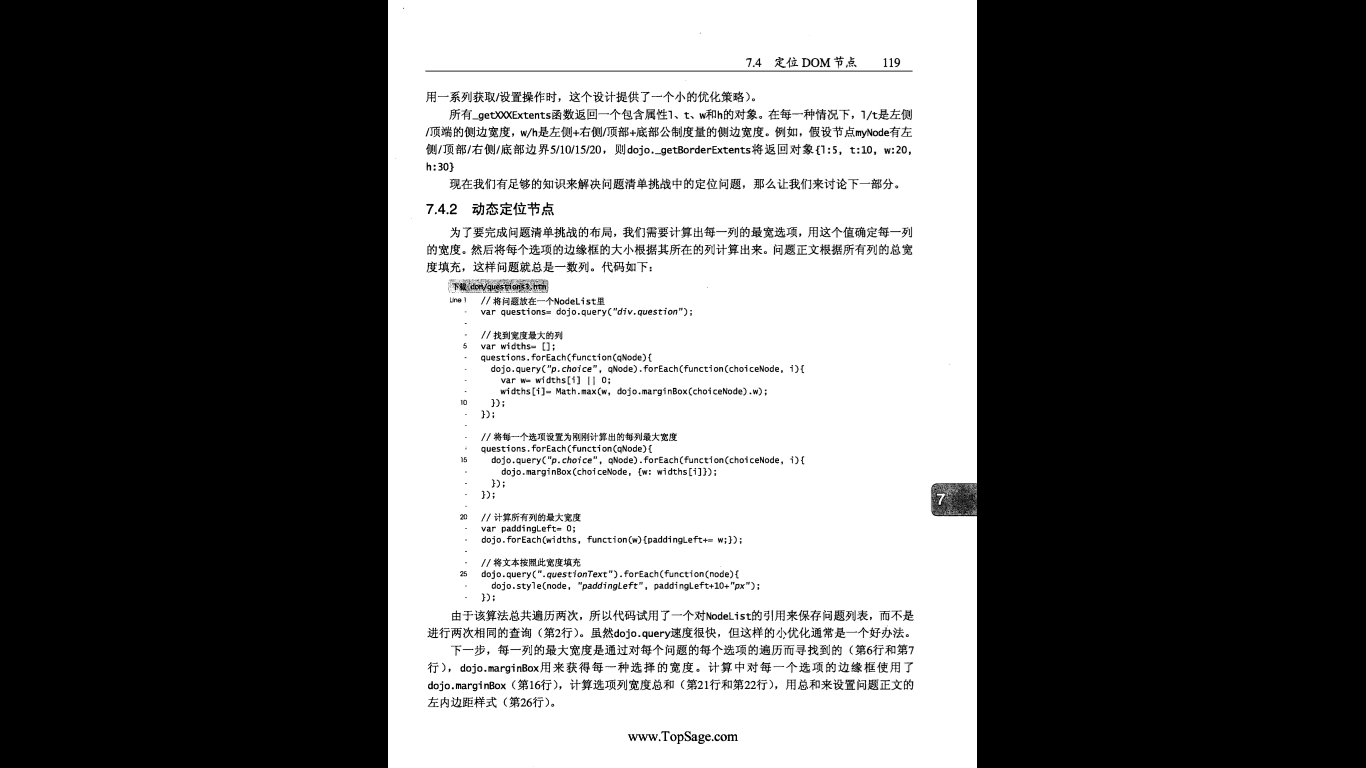 7.4 定位 DOM 节点 119
用一系列获取/设置操作时，这个设计提供了一个小的优化策略）。
所有_getXXXExtents函数返回一个包含属性l、t、w和h的对象。在每一种情况下，l/t是左侧
/顶端的侧边宽度，w/h是左侧+右侧/顶部+底部公制度量的侧边宽度。例如，假设节点myNode有左
侧/顶部/右侧/底部边界5/10/15/20，则dojo._getBorderExtents将返回对象{l:5, t:10, w:20,
h:30}
现在我们有足够的知识来解决问题清单挑战中的定位问题，那么让我们来讨论下一部分。
7.4.2 动态定位节点
为了要完成问题清单挑战的布局，我们需要计算出每一列的最宽选项，用这个值确定每一列
的宽度。然后将每个选项的边缘框的大小根据其所在的列计算出来。问题正文根据所有列的总宽
度填充，这样问题就总是一数列。代码如下：
下载 dom/questions3.htm
Line 1 // 将问题放在一个NodeList里
- var questions= dojo.query("div.question");
-
- // 找到宽度最大的列
5 var widths= [];
- questions.forEach(function(qNode){
- dojo.query("p.choice", qNode).forEach(function(choiceNode, i){
- var w= widths[i] || 0;
- widths[i]= Math.max(w, dojo.marginBox(choiceNode).w);
10 });
- });
-
- // 将每一个选项设置为刚刚计算出的每列最大宽度
- questions.forEach(function(qNode){
15 dojo.query("p.choice", qNode).forEach(function(choiceNode, i){
- dojo.marginBox(choiceNode, {w: widths[i]});
- });
- });
-
20 // 计算所有列的最大宽度
- var paddingLeft= 0;
- dojo.forEach(widths, function(w){paddingLeft+= w;});
-
- // 将文本按照此宽度填充
25 dojo.query(".questionText").forEach(function(node){
- dojo.style(node, "paddingLeft", paddingLeft+10+"px");
- });
由于该算法总共遍历两次，所以代码试用了一个对NodeList的引用来保存问题列表，而不是
进行两次相同的查询（第2行）。虽然dojo.query速度很快，但这样的小优化通常是一个好办法。
下一步，每一列的最大宽度是通过对每个问题的每个选项的遍历而寻找到的（第6行和第7
行），dojo.marginBox用来获得每一种选择的宽度。计算中对每一个选项的边缘框使用了
dojo.marginBox（第16行），计算选项列宽度总和（第21行和第22行），用总和来设置问题正文的
左内边距样式（第26行）。
7
www.TopSage.com